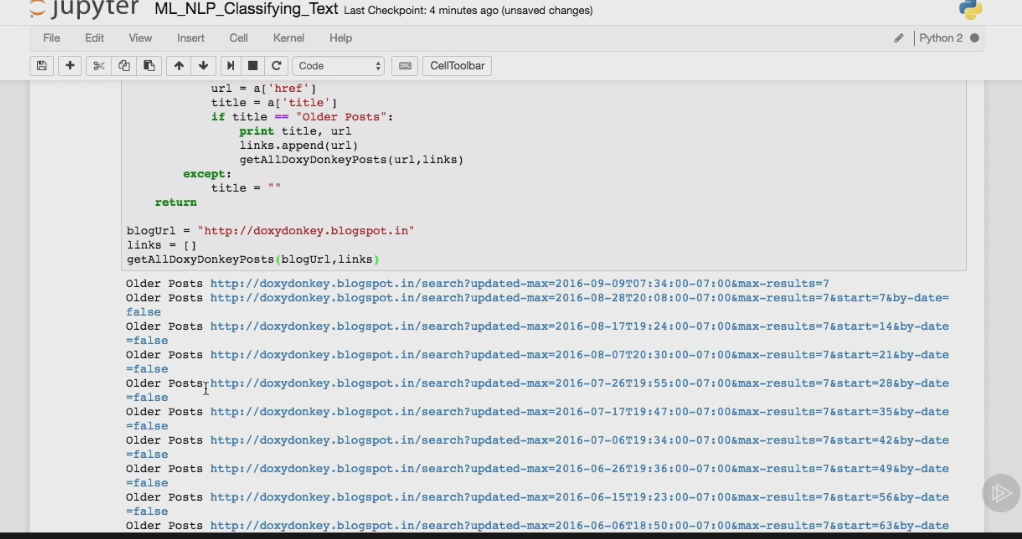 jupyter ML_NLP_Classifying_Text Last Checkpoint: 4 minutes ago (unsaved changes)
File Edit View Insert Cell Kernel Help Python 2
Code CellToolbar
url = a['href']
title = a['title']
if title == "Older Posts":
print title, url
links.append(url)
getAllDoxyDonkeyPosts(url,links)
except:
title = ""
return
blogUrl = "http://doxydonkey.blogspot.in"
links = []
getAllDoxyDonkeyPosts(blogUrl,links)
Older Posts http://doxydonkey.blogspot.in/search?updated-max=2016-09-09T07:34:00-07:00&max-results=7
Older Posts http://doxydonkey.blogspot.in/search?updated-max=2016-08-28T20:08:00-07:00&max-results=7&start=7&by-date=
false
Older Posts http://doxydonkey.blogspot.in/search?updated-max=2016-08-17T19:24:00-07:00&max-results=7&start=14&by-date
=false
Older Posts http://doxydonkey.blogspot.in/search?updated-max=2016-08-07T20:30:00-07:00&max-results=7&start=21&by-date
=false
Older Posts http://doxydonkey.blogspot.in/search?updated-max=2016-07-26T19:55:00-07:00&max-results=7&start=28&by-date
=false
Older Posts http://doxydonkey.blogspot.in/search?updated-max=2016-07-17T19:47:00-07:00&max-results=7&start=35&by-date
=false
Older Posts http://doxydonkey.blogspot.in/search?updated-max=2016-07-06T19:34:00-07:00&max-results=7&start=42&by-date
=false
Older Posts http://doxydonkey.blogspot.in/search?updated-max=2016-06-26T19:36:00-07:00&max-results=7&start=49&by-date
=false
Older Posts http://doxydonkey.blogspot.in/search?updated-max=2016-06-15T19:23:00-07:00&max-results=7&start=56&by-date
=false
Older Posts http://doxydonkey.blogspot.in/search?updated-max=2016-06-06T18:50:00-07:00&max-results=7&start=63&by-date